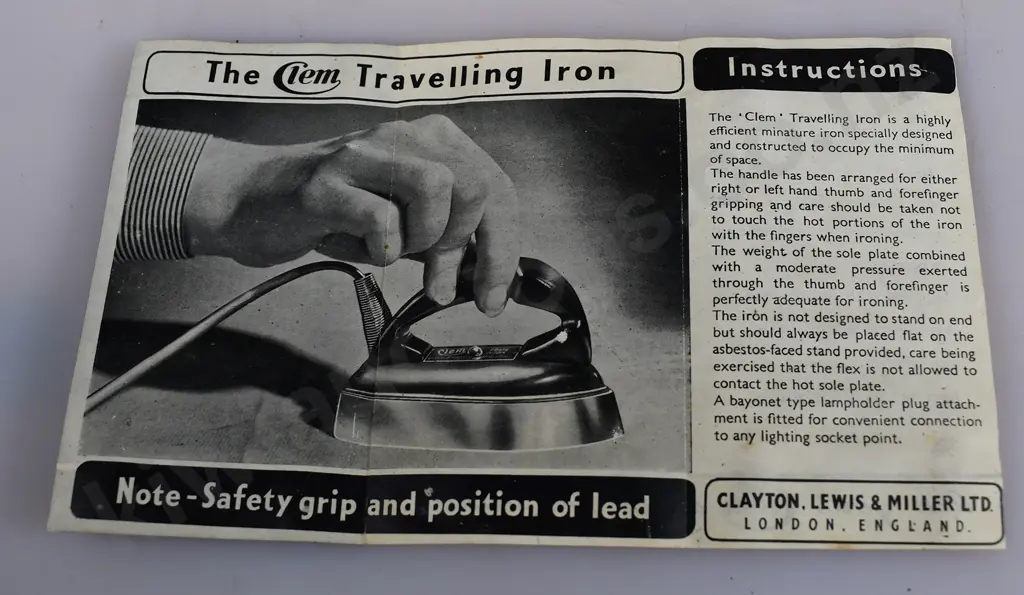 The Clem Travelling Iron
Clem
Note - Safety grip and position of lead
Instructions
The 'Clem' Travelling Iron is a highly
efficient minature iron specially designed
and constructed to occupy the minimum
of space.
The handle has been arranged for either
right or left hand thumb and forefinger
gripping and care should be taken not
to touch the hot portions of the iron
with the fingers when ironing.
The weight of the sole plate combined
with a moderate pressure exerted
through the thumb and forefinger is
perfectly adequate for ironing.
The iron is not designed to stand on end
but should always be placed flat on the
asbestos-faced stand provided, care being
exercised that the flex is not allowed to
contact the hot sole plate.
A bayonet type lampholder plug attach-
ment is fitted for convenient connection
to any lighting socket point.
CLAYTON, LEWIS & MILLER LTD.
LONDON, ENGLAND.